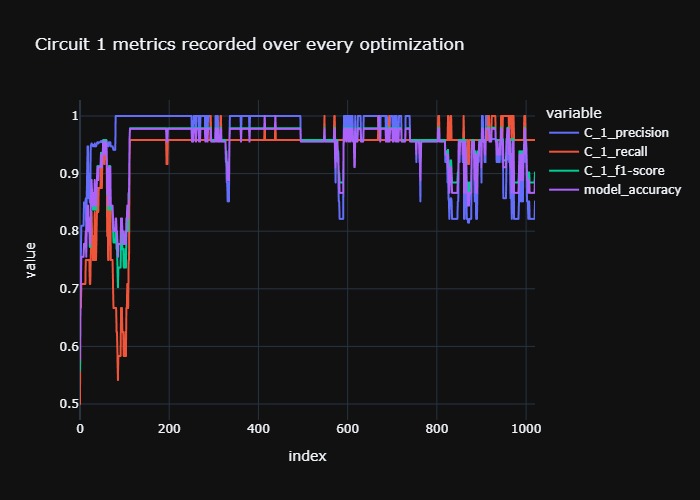 Circuit 1 metrics recorded over every optimization
variable
C_1_precision
C_1_recall
C_1_f1-score
model_accuracy
value
1
0.9
0.8
0.7
0.6
0.5
0 200 400 600 800 1000
index